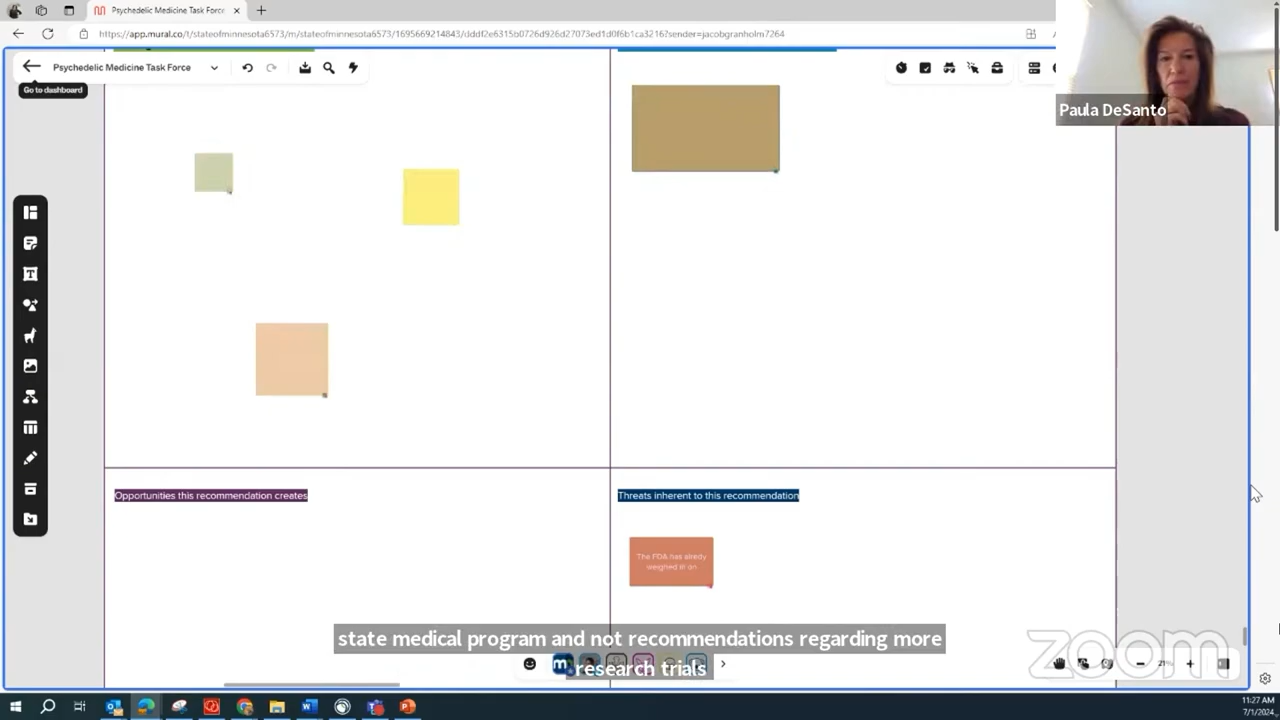 Psychedelic Medicine Task Force
https://app.mural.co/t/stateofminnesota6573/m/stateofminnesota6573/1695669214843/dddf2e6315b0726d926d27073ed1d0f6b1ca3216?sender=jacobgranholm7264
Psychedelic Medicine Task Force
Go to dashboard
Paula DeSanto
Opportunities this recommendation creates
Threats inherent to this recommendation
The FDA has alredy
weighed in on
state medical program and not recommendations regarding more
research trials
zoom
21%
11:27 AM
7/1/2024